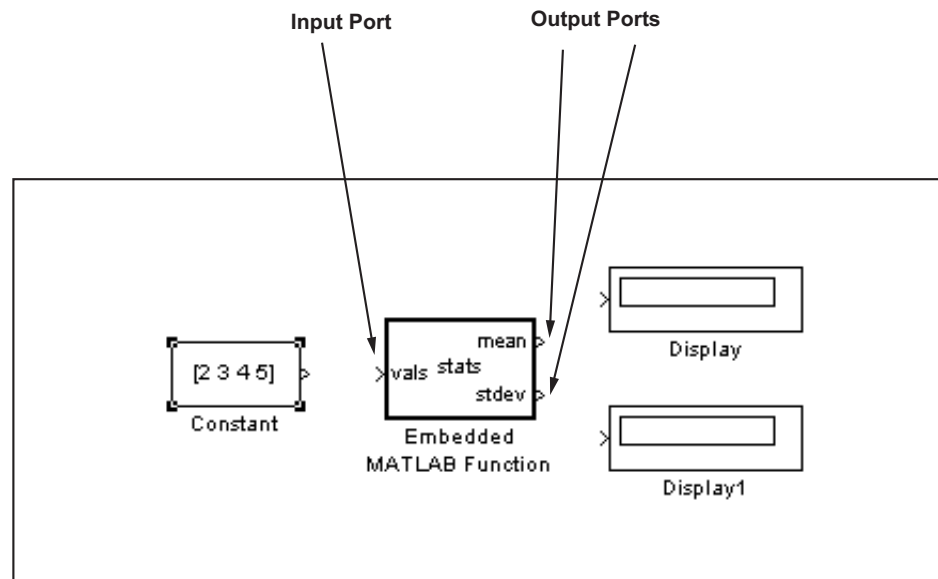 Input Port
Output Ports
[2 3 4 5]
Constant
vals
stats
mean
stdev
Embedded
MATLAB Function
Display
Display1